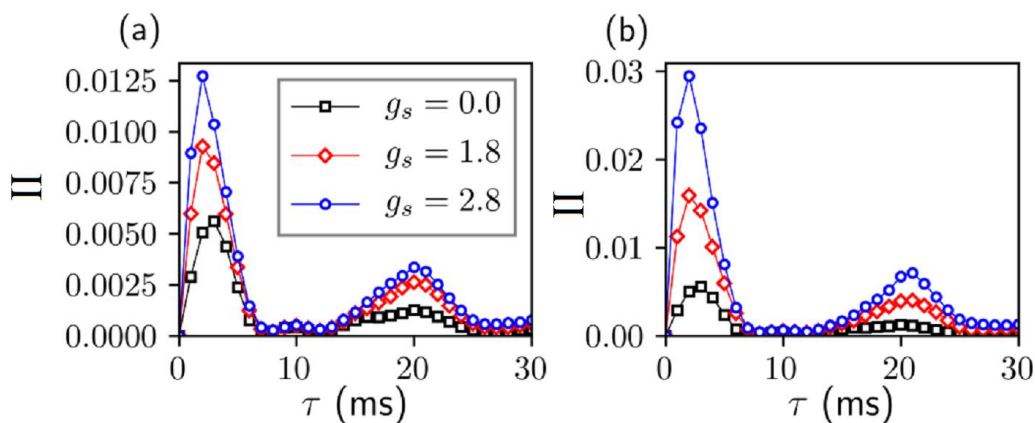 (a)
0.0125
0.0100
0.0075
0.0050
0.0025
0.0000
II
g_s = 0.0
g_s = 1.8
g_s = 2.8
0 10 20 30
τ (ms)
(b)
0.03
0.02
0.01
0.00
II
0 10 20 30
τ (ms)